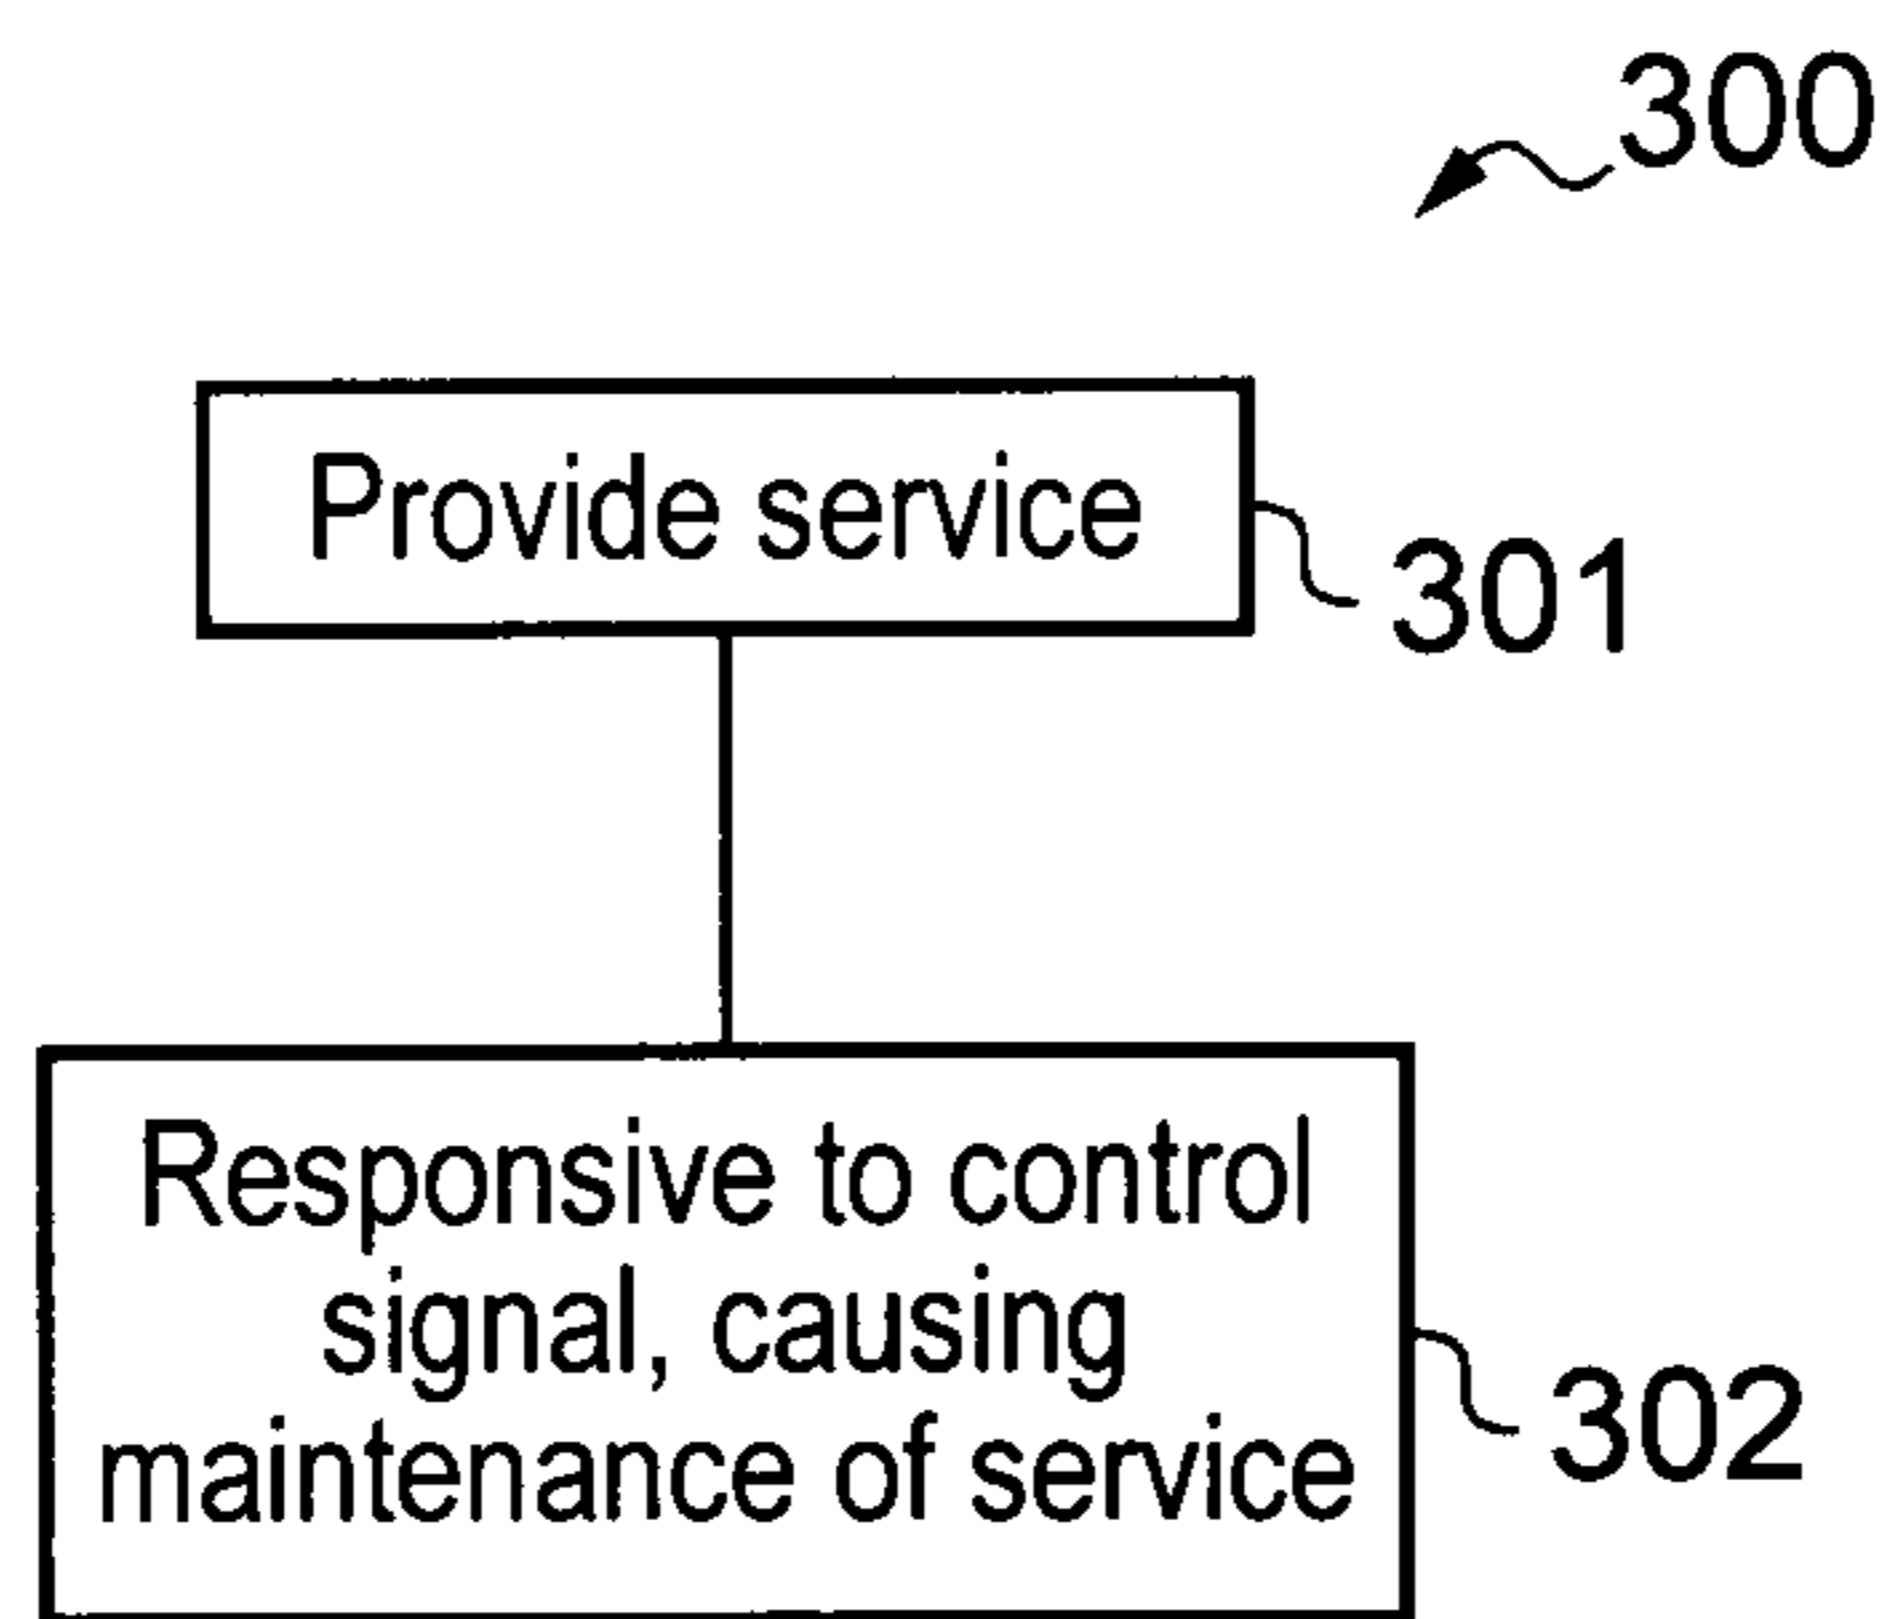 300
Provide service
301
Responsive to control
signal, causing
maintenance of service
302